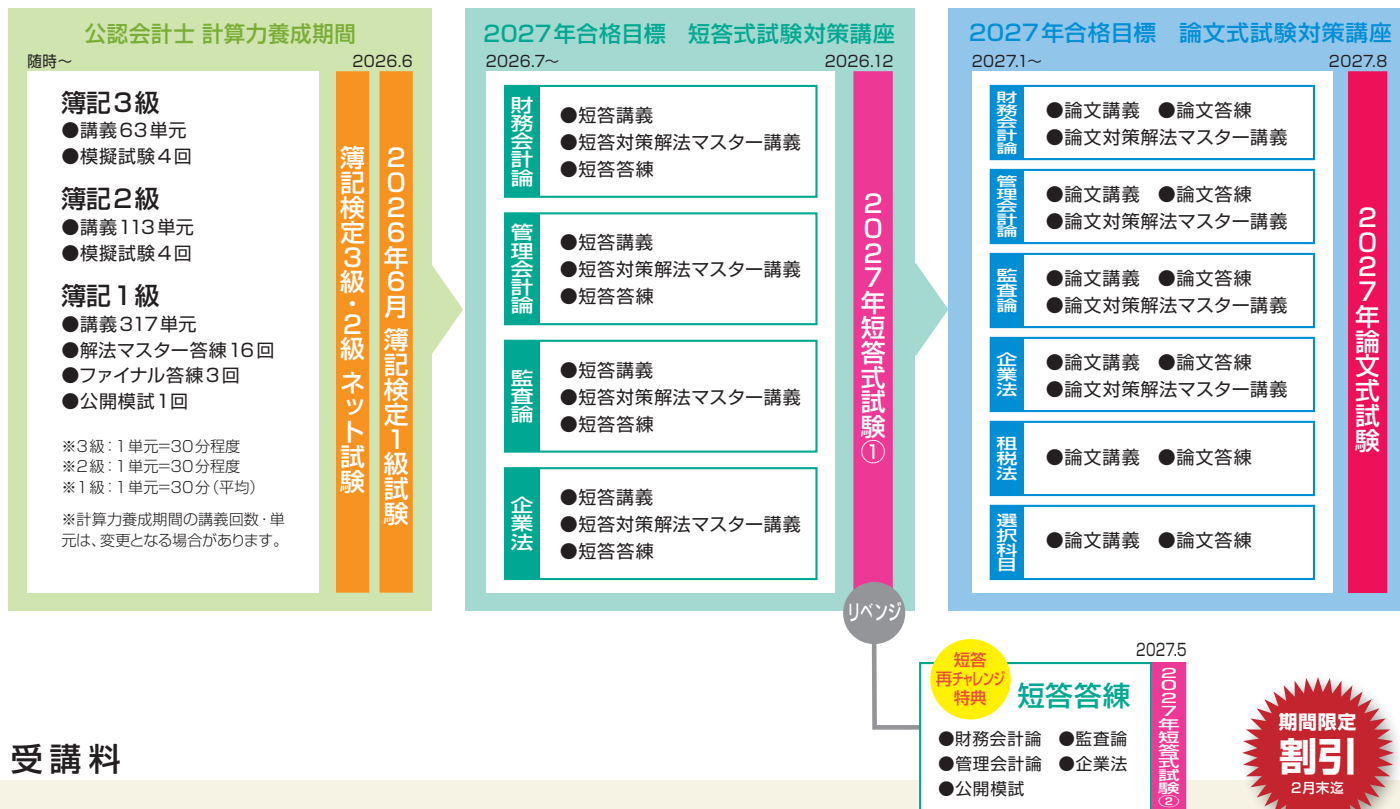 公認会計士 計算力養成期間
随時～
2026.6
簿記3級
●講義63単元
●模擬試験4回
簿記2級
●講義113単元
●模擬試験4回
簿記1級
●講義317単元
●解法マスター答練16回
●ファイナル答練3回
●公開模試1回
※3級：1単元=30分程度
※2級：1単元=30分程度
※1級：1単元=30分（平均）
※計算力養成期間の講義回数・単
元は、変更となる場合があります。
簿記検定3級・2級 ネット試験
2026年6月 簿記検定1級試験
2027年合格目標　短答式試験対策講座
2026.7～
2026.12
財務会計論
●短答講義
●短答対策解法マスター講義
●短答答練
管理会計論
●短答講義
●短答対策解法マスター講義
●短答答練
監査論
●短答講義
●短答対策解法マスター講義
●短答答練
企業法
●短答講義
●短答対策解法マスター講義
●短答答練
2027年短答式試験①
リベンジ
2027年合格目標　論文式試験対策講座
2027.1～
2027.8
財務会計論
●論文講義　●論文答練
●論文対策解法マスター講義
管理会計論
●論文講義　●論文答練
●論文対策解法マスター講義
監査論
●論文講義　●論文答練
●論文対策解法マスター講義
企業法
●論文講義　●論文答練
●論文対策解法マスター講義
租税法
●論文講義　●論文答練
選択科目
●論文講義　●論文答練
2027年論文式試験
2027.5
短答
再チャレンジ
特典
短答答練
●財務会計論　●監査論
●管理会計論　●企業法
●公開模試
2027年短答式試験②
期間限定
割引
2月末迄
受講料